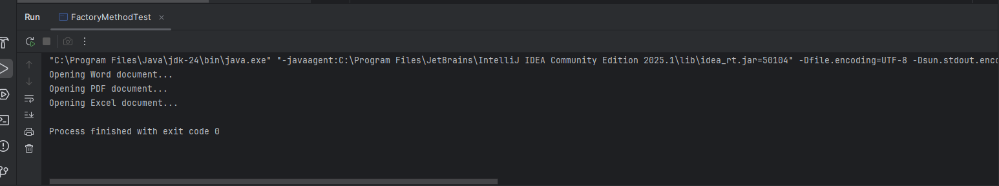 Run FactoryMethodTest
"C:\Program Files\Java\jdk-24\bin\java.exe" "-javaagent:C:\Program Files\JetBrains\IntelliJ IDEA Community Edition 2025.1\lib\idea_rt.jar=50104" -Dfile.encoding=UTF-8 -Dsun.stdout.enc
Opening Word document...
Opening PDF document...
Opening Excel document...
Process finished with exit code 0